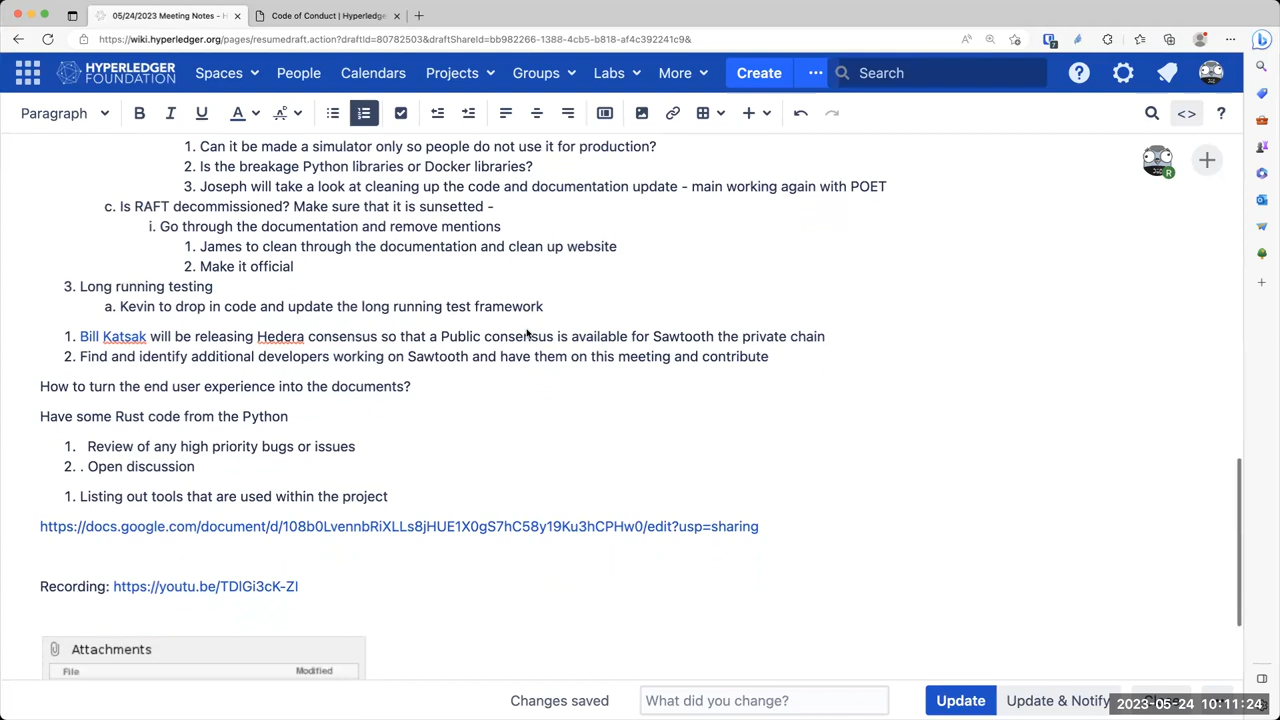 05/24/2023 Meeting Notes - H
Code of Conduct | Hyperledge
https://wiki.hyperledger.org/pages/resumedraft.action?draftId=80782503&draftShareId=bb982266-1388-4cb5-b818-af4c392241c9&
HYPERLEDGER
FOUNDATION
Spaces People Calendars Projects Groups Labs More Create Search
Paragraph
1. Can it be made a simulator only so people do not use it for production?
2. Is the breakage Python libraries or Docker libraries?
3. Joseph will take a look at cleaning up the code and documentation update - main working again with POET
c. Is RAFT decommissioned? Make sure that it is sunsetted -
i. Go through the documentation and remove mentions
1. James to clean through the documentation and clean up website
2. Make it official
3. Long running testing
a. Kevin to drop in code and update the long running test framework
1. Bill Katsak will be releasing Hedera consensus so that a Public consensus is available for Sawtooth the private chain
2. Find and identify additional developers working on Sawtooth and have them on this meeting and contribute
How to turn the end user experience into the documents?
Have some Rust code from the Python
1. Review of any high priority bugs or issues
2. . Open discussion
1. Listing out tools that are used within the project
https://docs.google.com/document/d/108b0LvennbRiXLLs8jHUE1X0gS7hC58y19Ku3hCPHw0/edit?usp=sharing
Recording: https://youtu.be/TDlGi3cK-ZI
Attachments
File Modified
Changes saved What did you change? Update Update & Notify
2023-05-24 10:11:24